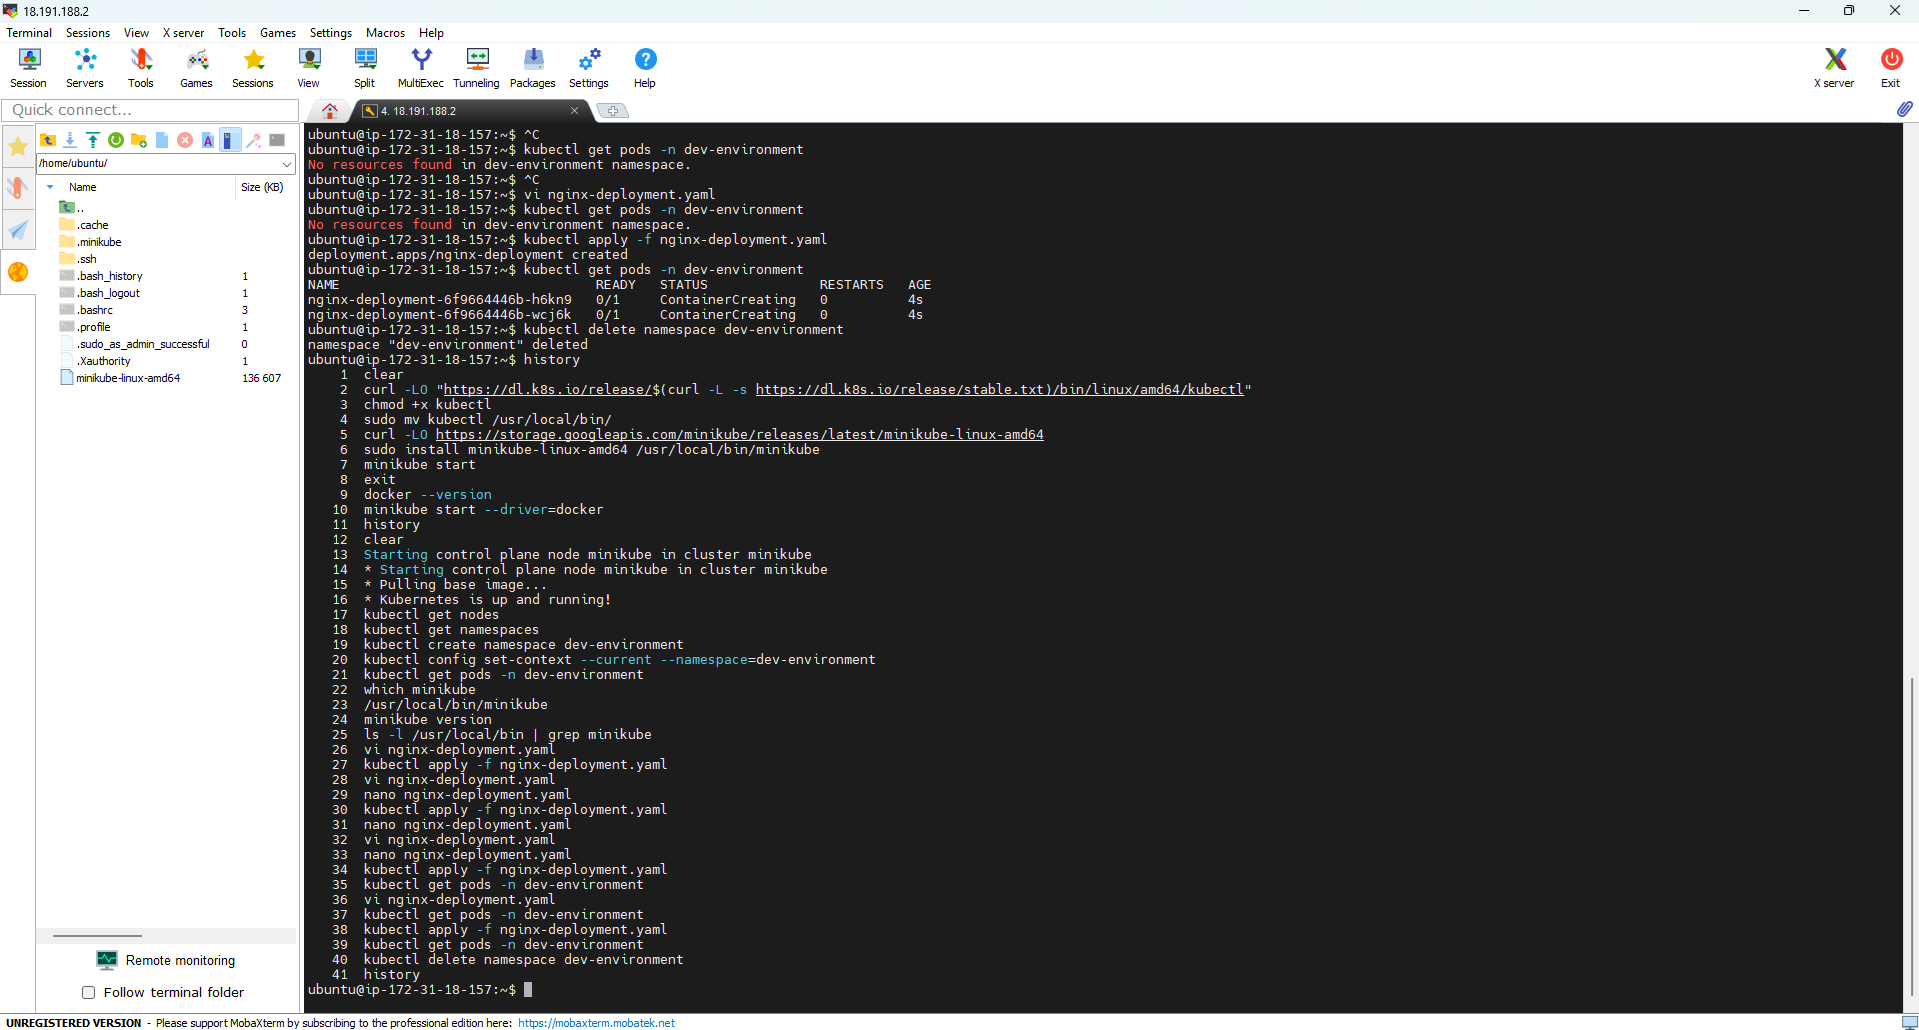 18.191.188.2
Terminal Sessions View X server Tools Games Settings Macros Help
Session Servers Tools Games Sessions View Split MultiExec Tunneling Packages Settings Help X server Exit
Quick connect...
4. 18.191.188.2
/home/ubuntu/
Name Size (KB)
..
.cache
.minikube
.ssh
.bash_history 1
.bash_logout 1
.bashrc 3
.profile 1
.sudo_as_admin_successful 0
.Xauthority 1
minikube-linux-amd64 136 607
Remote monitoring
Follow terminal folder
ubuntu@ip-172-31-18-157:~$ ^C
ubuntu@ip-172-31-18-157:~$ kubectl get pods -n dev-environment
No resources found in dev-environment namespace.
ubuntu@ip-172-31-18-157:~$ ^C
ubuntu@ip-172-31-18-157:~$ vi nginx-deployment.yaml
ubuntu@ip-172-31-18-157:~$ kubectl get pods -n dev-environment
No resources found in dev-environment namespace.
ubuntu@ip-172-31-18-157:~$ kubectl apply -f nginx-deployment.yaml
deployment.apps/nginx-deployment created
ubuntu@ip-172-31-18-157:~$ kubectl get pods -n dev-environment
NAME READY STATUS RESTARTS AGE
nginx-deployment-6f9664446b-h6kn9 0/1 ContainerCreating 0 4s
nginx-deployment-6f9664446b-wcj6k 0/1 ContainerCreating 0 4s
ubuntu@ip-172-31-18-157:~$ kubectl delete namespace dev-environment
namespace "dev-environment" deleted
ubuntu@ip-172-31-18-157:~$ history
1 clear
2 curl -LO "https://dl.k8s.io/release/$(curl -L -s https://dl.k8s.io/release/stable.txt)/bin/linux/amd64/kubectl"
3 chmod +x kubectl
4 sudo mv kubectl /usr/local/bin/
5 curl -LO https://storage.googleapis.com/minikube/releases/latest/minikube-linux-amd64
6 sudo install minikube-linux-amd64 /usr/local/bin/minikube
7 minikube start
8 exit
9 docker --version
10 minikube start --driver=docker
11 history
12 clear
13 Starting control plane node minikube in cluster minikube
14 * Starting control plane node minikube in cluster minikube
15 * Pulling base image...
16 * Kubernetes is up and running!
17 kubectl get nodes
18 kubectl get namespaces
19 kubectl create namespace dev-environment
20 kubectl config set-context --current --namespace=dev-environment
21 kubectl get pods -n dev-environment
22 which minikube
23 /usr/local/bin/minikube
24 minikube version
25 ls -l /usr/local/bin | grep minikube
26 vi nginx-deployment.yaml
27 kubectl apply -f nginx-deployment.yaml
28 vi nginx-deployment.yaml
29 nano nginx-deployment.yaml
30 kubectl apply -f nginx-deployment.yaml
31 nano nginx-deployment.yaml
32 vi nginx-deployment.yaml
33 nano nginx-deployment.yaml
34 kubectl apply -f nginx-deployment.yaml
35 kubectl get pods -n dev-environment
36 vi nginx-deployment.yaml
37 kubectl get pods -n dev-environment
38 kubectl apply -f nginx-deployment.yaml
39 kubectl get pods -n dev-environment
40 kubectl delete namespace dev-environment
41 history
ubuntu@ip-172-31-18-157:~$
UNREGISTERED VERSION - Please support MobaXterm by subscribing to the professional edition here: https://mobaxterm.mobatek.net